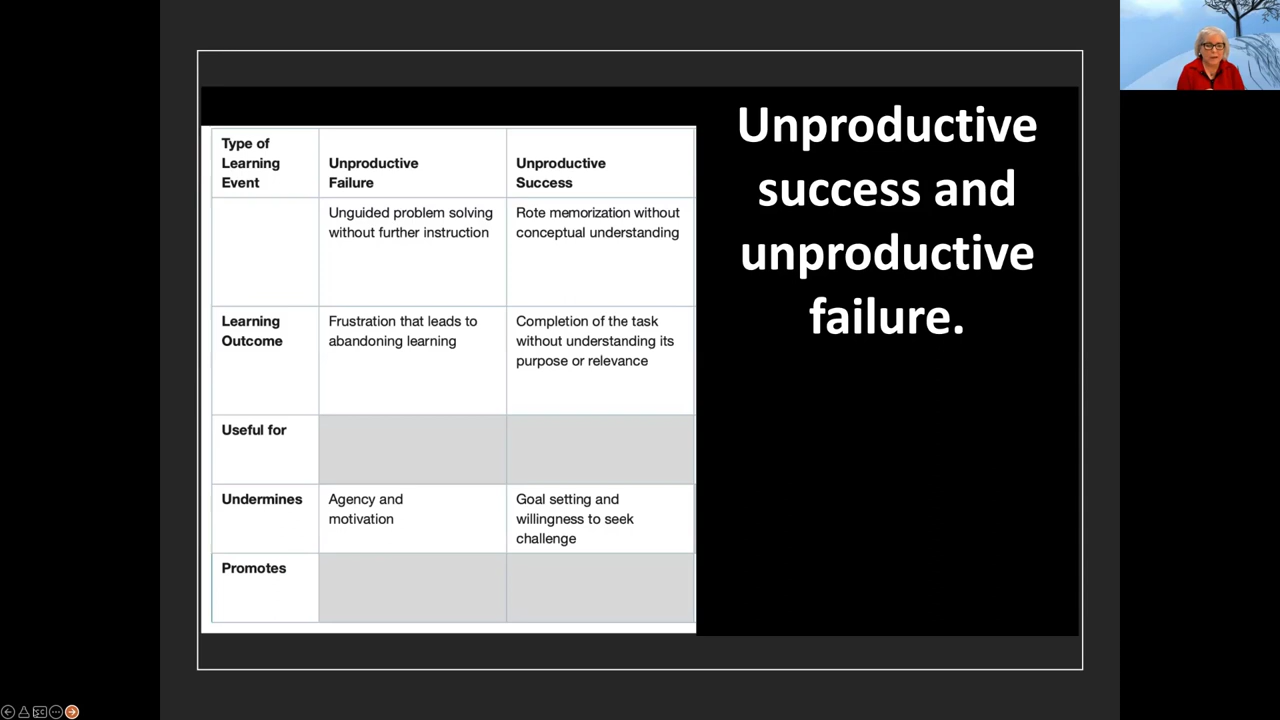 Type of
Learning
Event
Unproductive
Failure
Unproductive
Success
Unguided problem solving
without further instruction
Rote memorization without
conceptual understanding
Learning
Outcome
Frustration that leads to
abandoning learning
Completion of the task
without understanding its
purpose or relevance
Useful for
Undermines
Agency and
motivation
Goal setting and
willingness to seek
challenge
Promotes
Unproductive
success and
unproductive
failure.